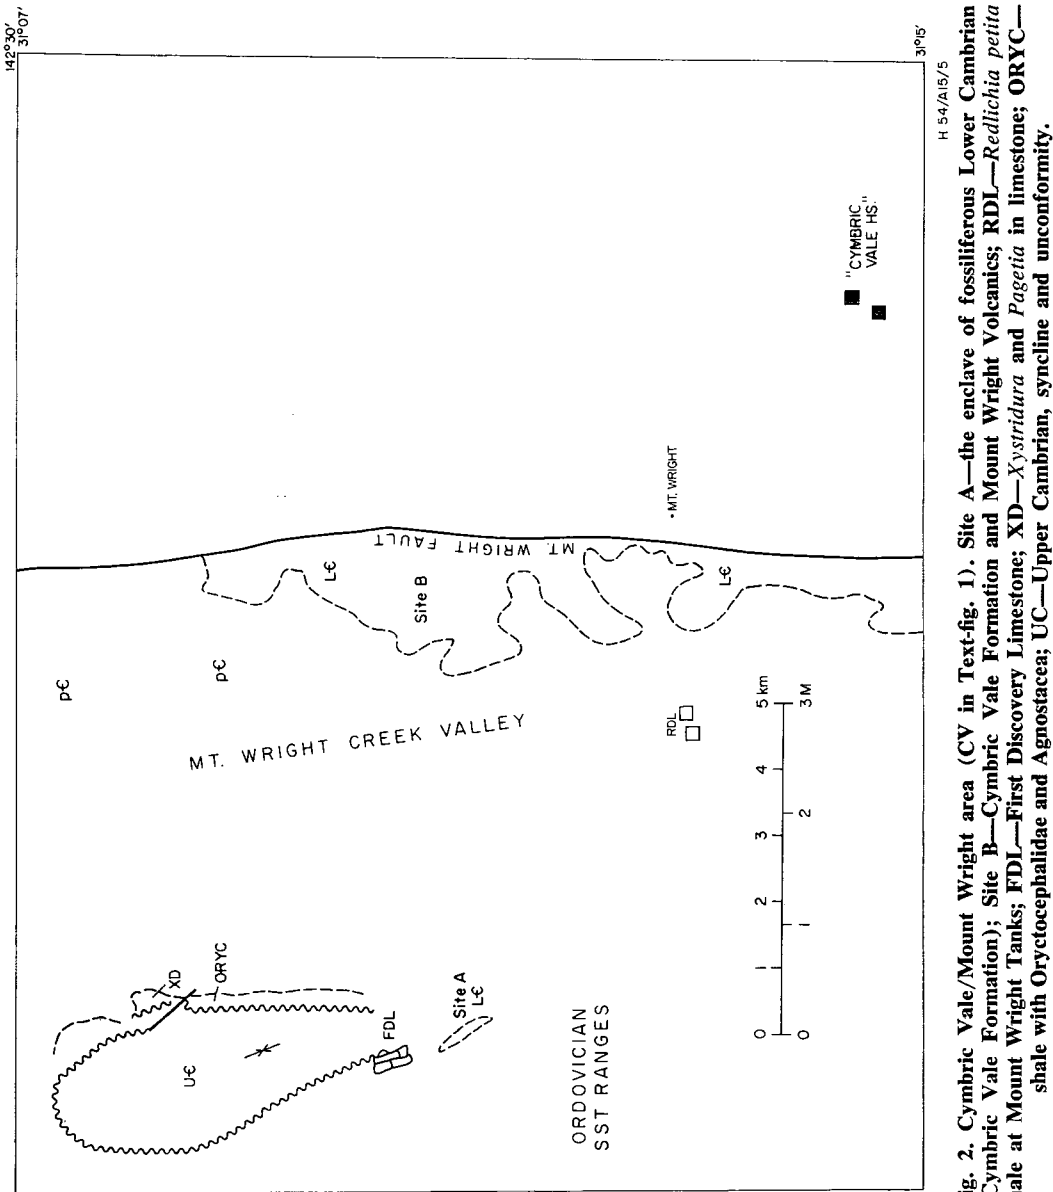 142°30'
31°07'
31°15'
H 54/A15/5
p-Є
p-Є
MT. WRIGHT CREEK VALLEY
L-Є
Site B
MT. WRIGHT FAULT
• MT. WRIGHT
L-Є
"CYMBRIC
VALE HS."
XD
ORYC
U-Є
FDL
Site A
L-Є
ORDOVICIAN
SST RANGES
RDL
0 1 2 3 4 5 km
0 1 2 3M
g. 2. Cymbric Vale/Mount Wright area (CV in Text-fig. 1). Site A—the enclave of fossiliferous Lower Cambrian
Cymbric Vale Formation); Site B—Cymbric Vale Formation and Mount Wright Volcanics; RDL—Redlichia petita
ale at Mount Wright Tanks; FDL—First Discovery Limestone; XD—Xystridura and Pagetia in limestone; ORYC—
shale with Oryctocephalidae and Agnostacea; UC—Upper Cambrian, syncline and unconformity.